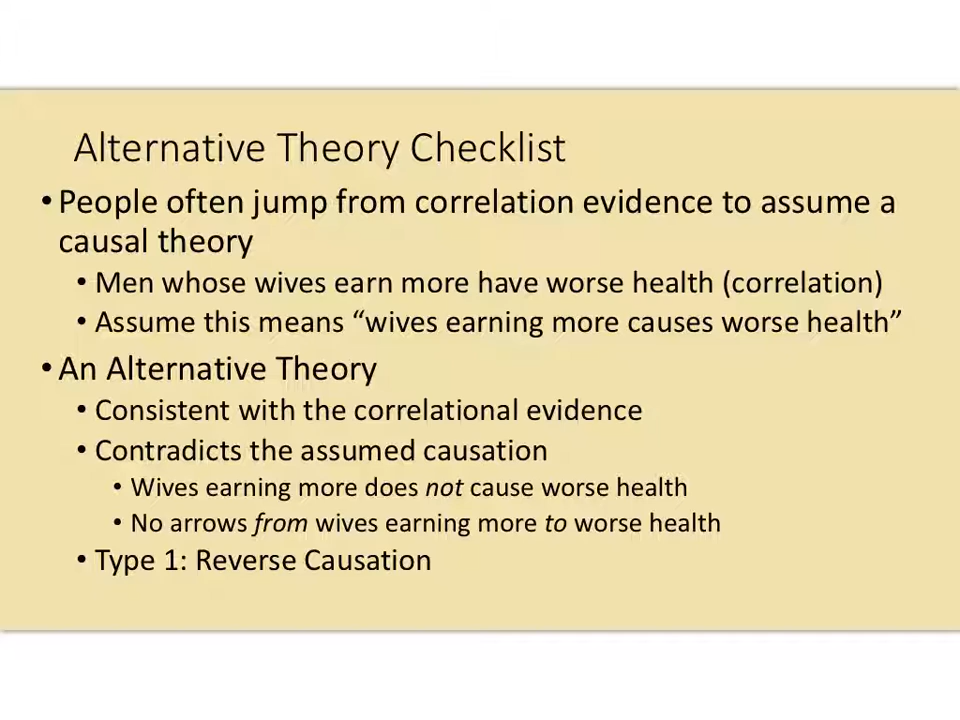 Alternative Theory Checklist
• People often jump from correlation evidence to assume a
causal theory
• Men whose wives earn more have worse health (correlation)
• Assume this means “wives earning more causes worse health”
• An Alternative Theory
• Consistent with the correlational evidence
• Contradicts the assumed causation
• Wives earning more does not cause worse health
• No arrows from wives earning more to worse health
• Type 1: Reverse Causation